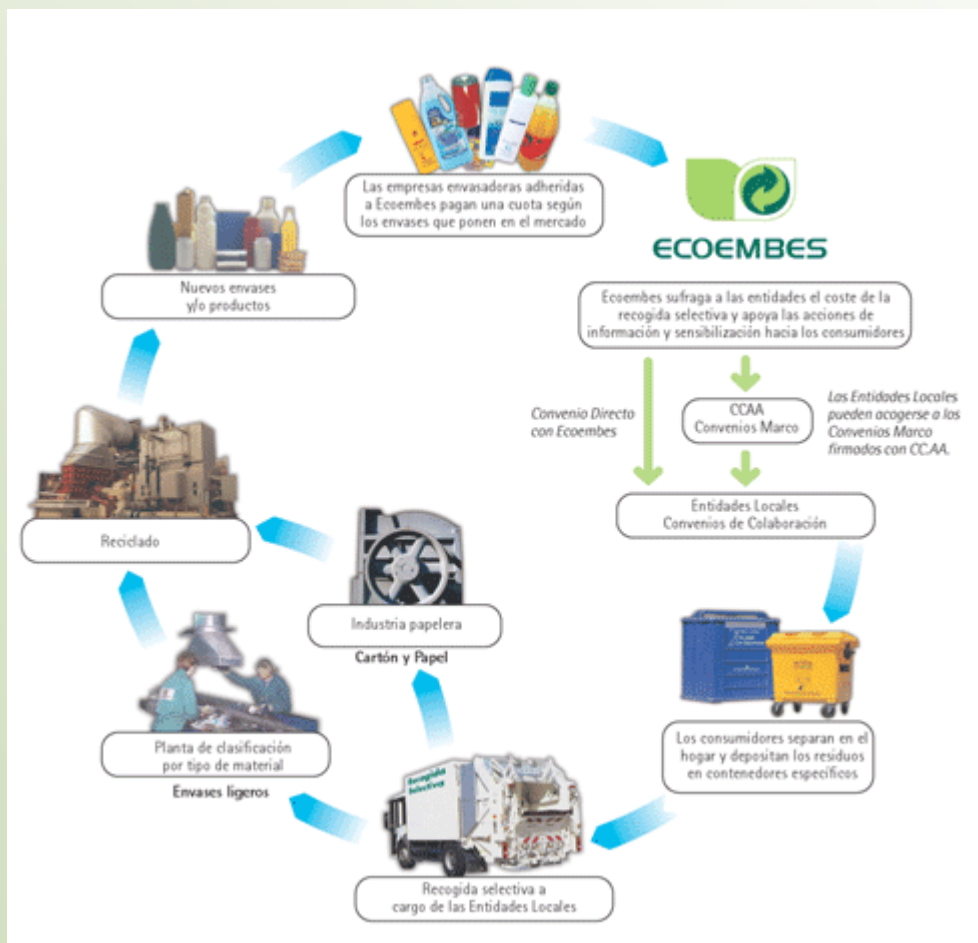 Las empresas envasadoras adheridas
a Ecoembes pagan una cuota según
los envases que ponen en el mercado
ECOEMBES
Ecoembes sufraga a las entidades el coste de la
recogida selectiva y apoya las acciones de
información y sensibilización hacia los consumidores
Convenio Directo
con Ecoembes
CCAA
Convenios Marco
Las Entidades Locales
pueden acogerse a los
Convenios Marco
firmados con CC.AA.
Entidades Locales
Convenios de Colaboración
Los consumidores separan en el
hogar y depositan los residuos
en contenedores específicos
Recogida
Selectiva
Recogida selectiva a
cargo de las Entidades Locales
Industria papelera
Cartón y Papel
Planta de clasificación
por tipo de material
Envases ligeros
Reciclado
Nuevos envases
y/o productos